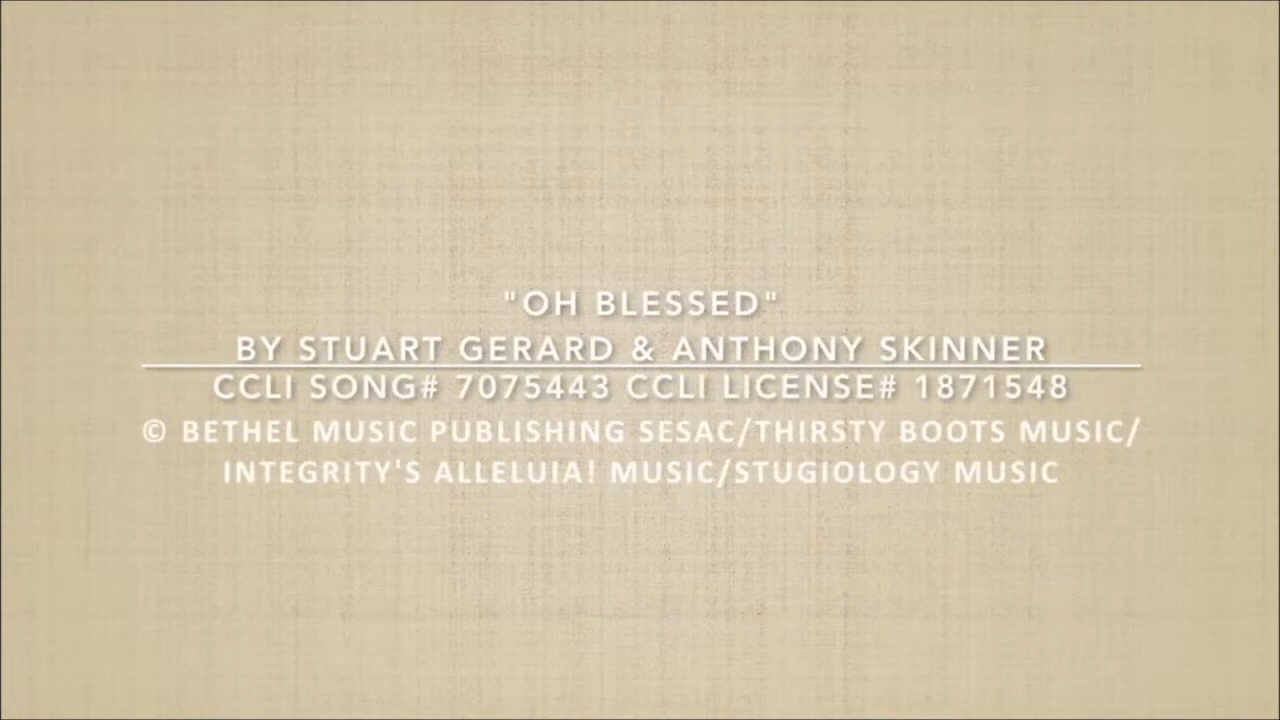 "OH BLESSED"
BY STUART GERARD & ANTHONY SKINNER
CCLI SONG# 7075443 CCLI LICENSE# 1871548
© BETHEL MUSIC PUBLISHING SESAC/THIRSTY BOOTS MUSIC/
INTEGRITY'S ALLELUIA! MUSIC/STUGIOLOGY MUSIC